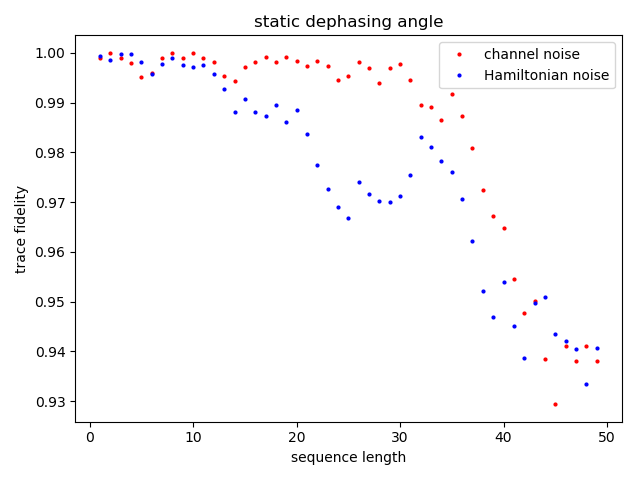 static dephasing angle
channel noise
Hamiltonian noise
1.00
0.99
0.98
0.97
0.96
0.95
0.94
0.93
trace fidelity
0 10 20 30 40 50
sequence length